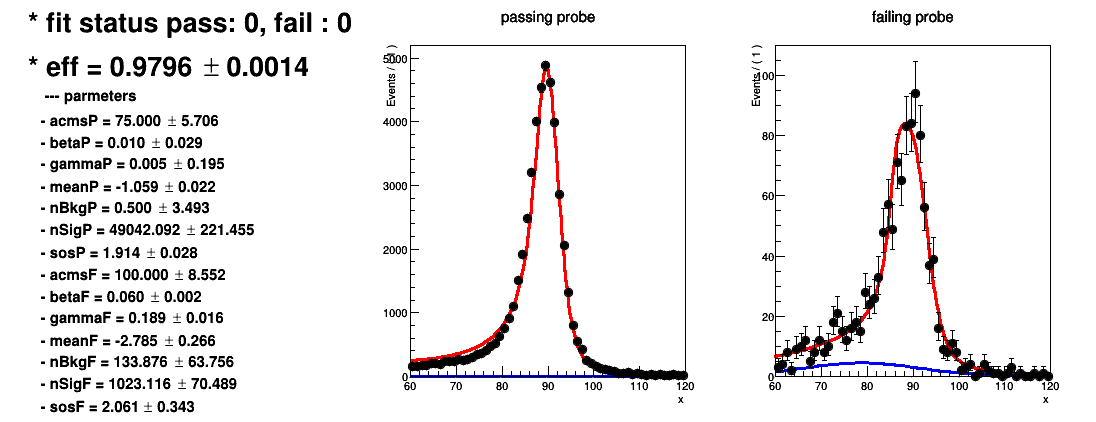 * fit status pass: 0, fail : 0
* eff = 0.9796 ± 0.0014
--- parmeters
- acmsP = 75.000 ± 5.706
- betaP = 0.010 ± 0.029
- gammaP = 0.005 ± 0.195
- meanP = -1.059 ± 0.022
- nBkgP = 0.500 ± 3.493
- nSigP = 49042.092 ± 221.455
- sosP = 1.914 ± 0.028
- acmsF = 100.000 ± 8.552
- betaF = 0.060 ± 0.002
- gammaF = 0.189 ± 0.016
- meanF = -2.785 ± 0.266
- nBkgF = 133.876 ± 63.756
- nSigF = 1023.116 ± 70.489
- sosF = 2.061 ± 0.343
passing probe
Events / ( )
5000
4000
3000
2000
1000
0
60 70 80 90 100 110 120
x
failing probe
Events / ( 1 )
100
80
60
40
20
0
60 70 80 90 100 110 120
x